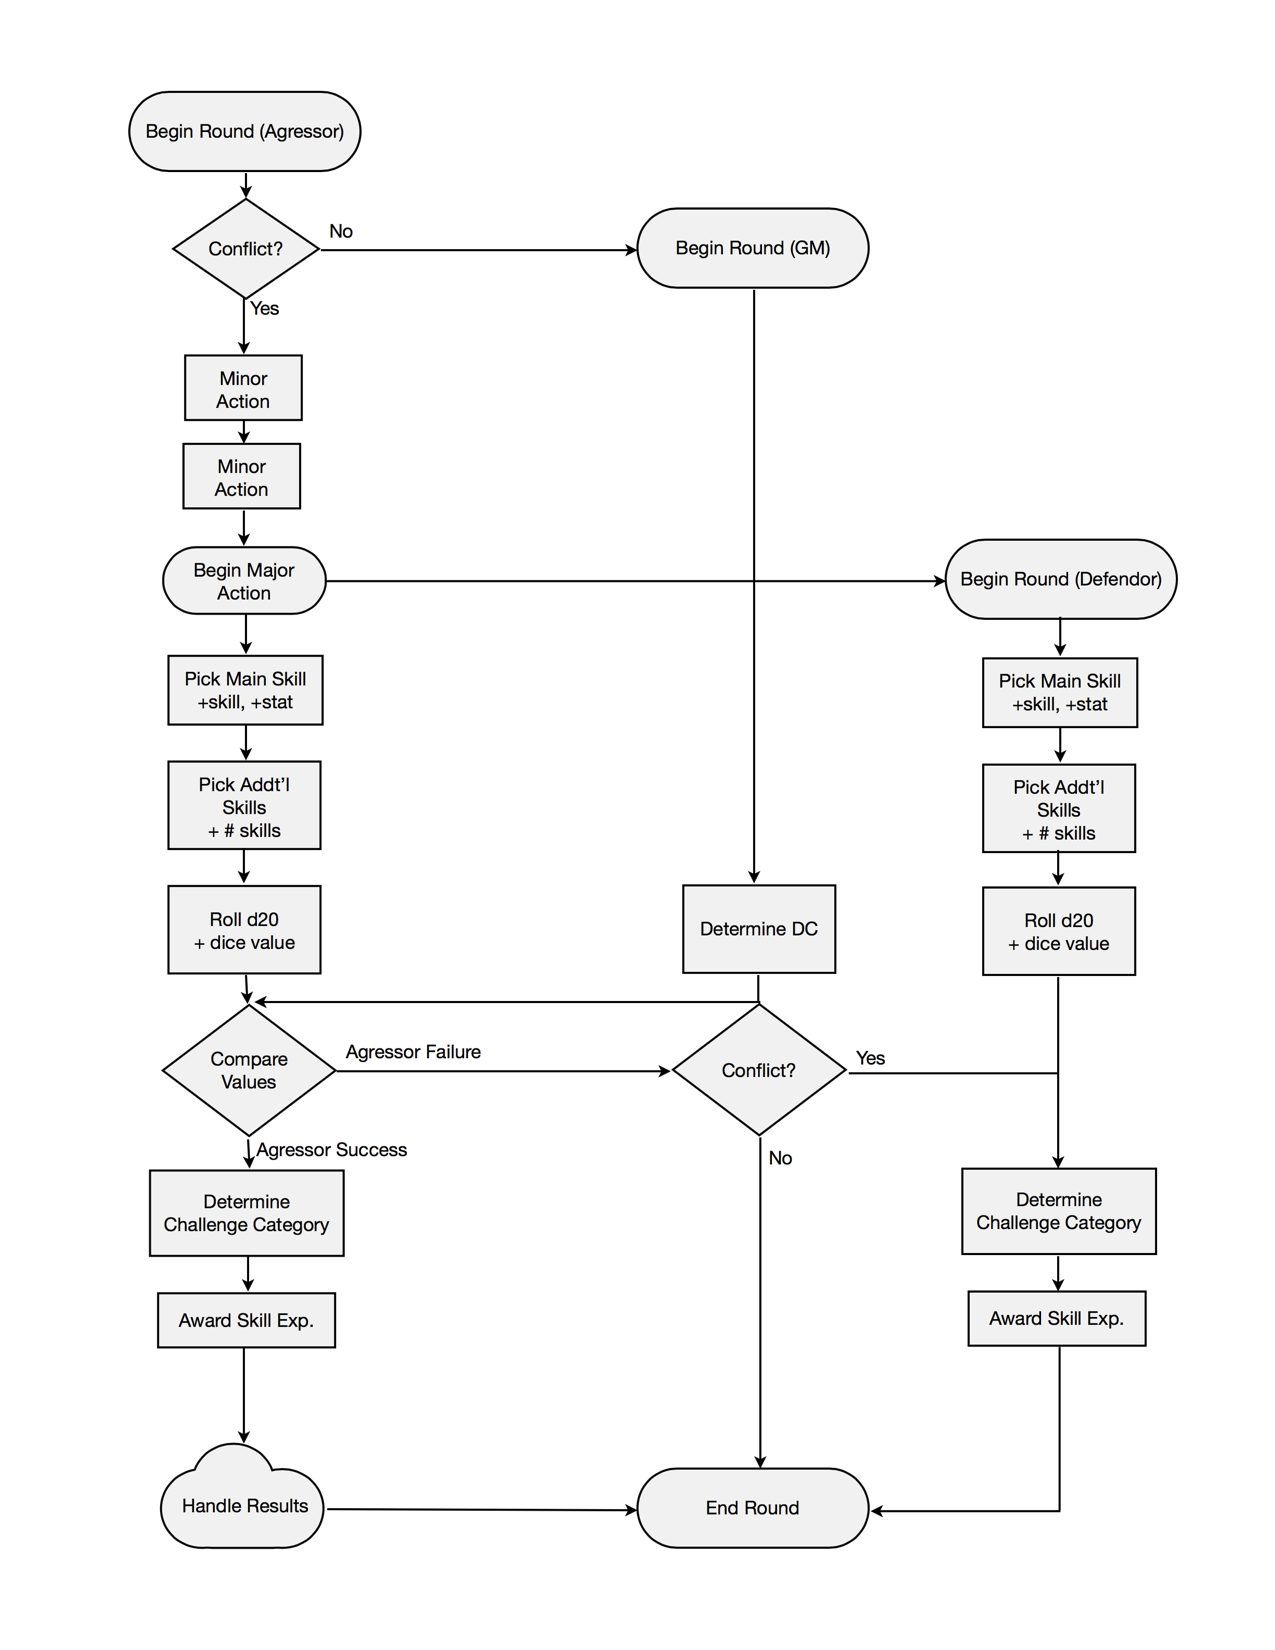 Begin Round (Agressor)
Conflict?
No
Begin Round (GM)
Yes
Minor
Action
Minor
Action
Begin Major
Action
Begin Round (Defendor)
Pick Main Skill
+skill, +stat
Pick Main Skill
+skill, +stat
Pick Addt'l
Skills
+ # skills
Pick Addt'l
Skills
+ # skills
Roll d20
+ dice value
Determine DC
Roll d20
+ dice value
Compare
Values
Agressor Failure
Conflict?
Yes
Agressor Success
No
Determine
Challenge Category
Determine
Challenge Category
Award Skill Exp.
Award Skill Exp.
Handle Results
End Round